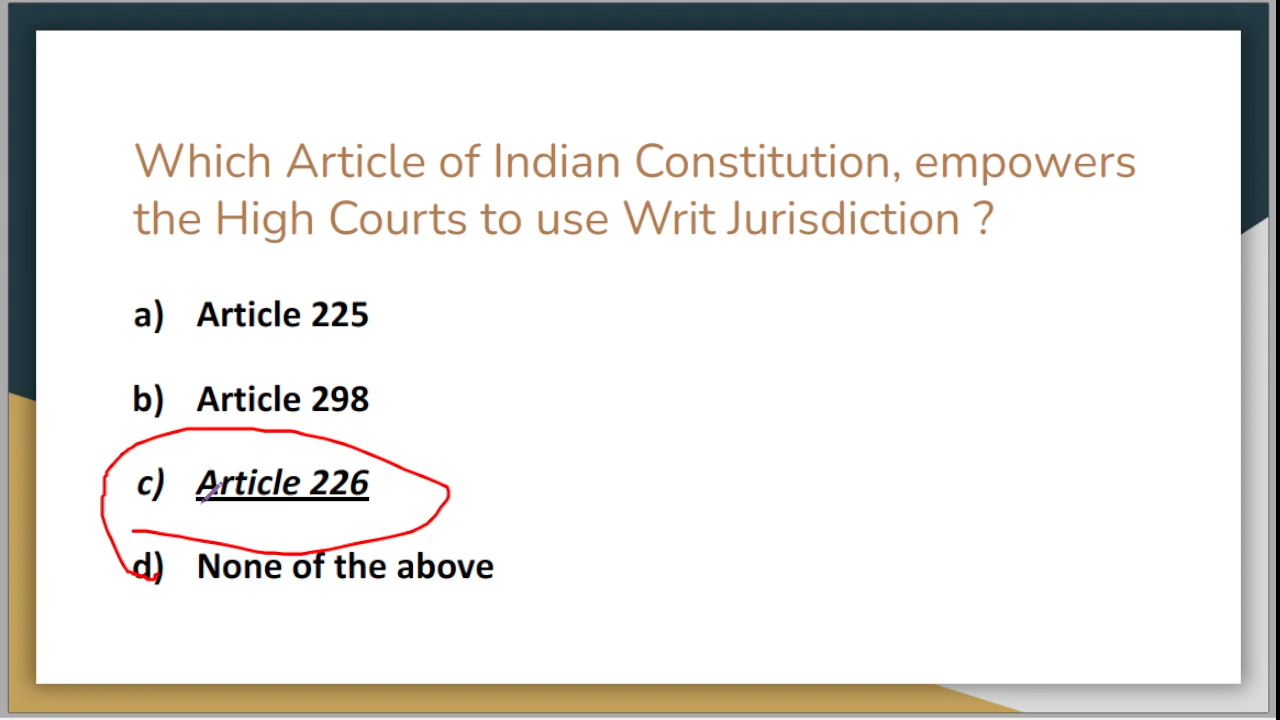 Which Article of Indian Constitution, empowers
the High Courts to use Writ Jurisdiction ?
a) Article 225
b) Article 298
c) Article 226
d) None of the above